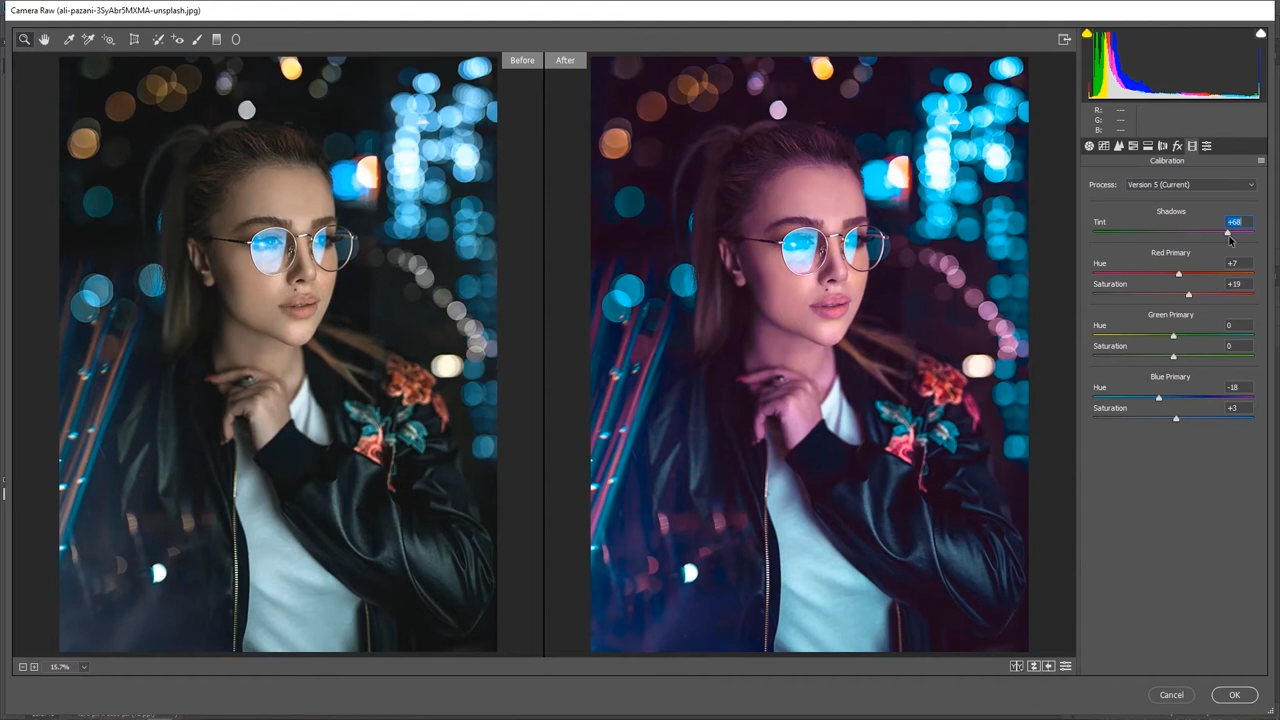 Camera Raw (ali-pazani-3SyAbr5MXMA-unsplash.jpg)
Before
After
R: ---
G: ---
B: ---
fx
Calibration
Process: Version 5 (Current)
Shadows
Tint +68
Red Primary
Hue +7
Saturation +19
Green Primary
Hue 0
Saturation 0
Blue Primary
Hue -18
Saturation +3
15.7%
Cancel
OK